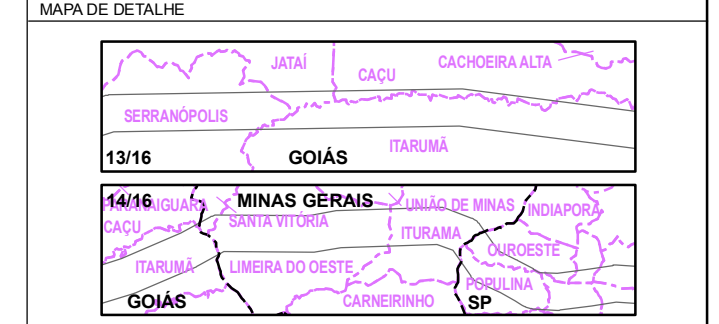 MAPA DE DETALHE
JATAÍ
CAÇU
CACHOEIRA ALTA
SERRANÓPOLIS
ITARUMÃ
13/16
GOIÁS
14/16
MINAS GERAIS
PARANAIGUARA
UNIÃO DE MINAS
INDIAPORÃ
CAÇU
SANTA VITÓRIA
ITURAMA
OUROESTE
ITARUMÃ
LIMEIRA DO OESTE
POPULINA
GOIÁS
CARNEIRINHO
SP